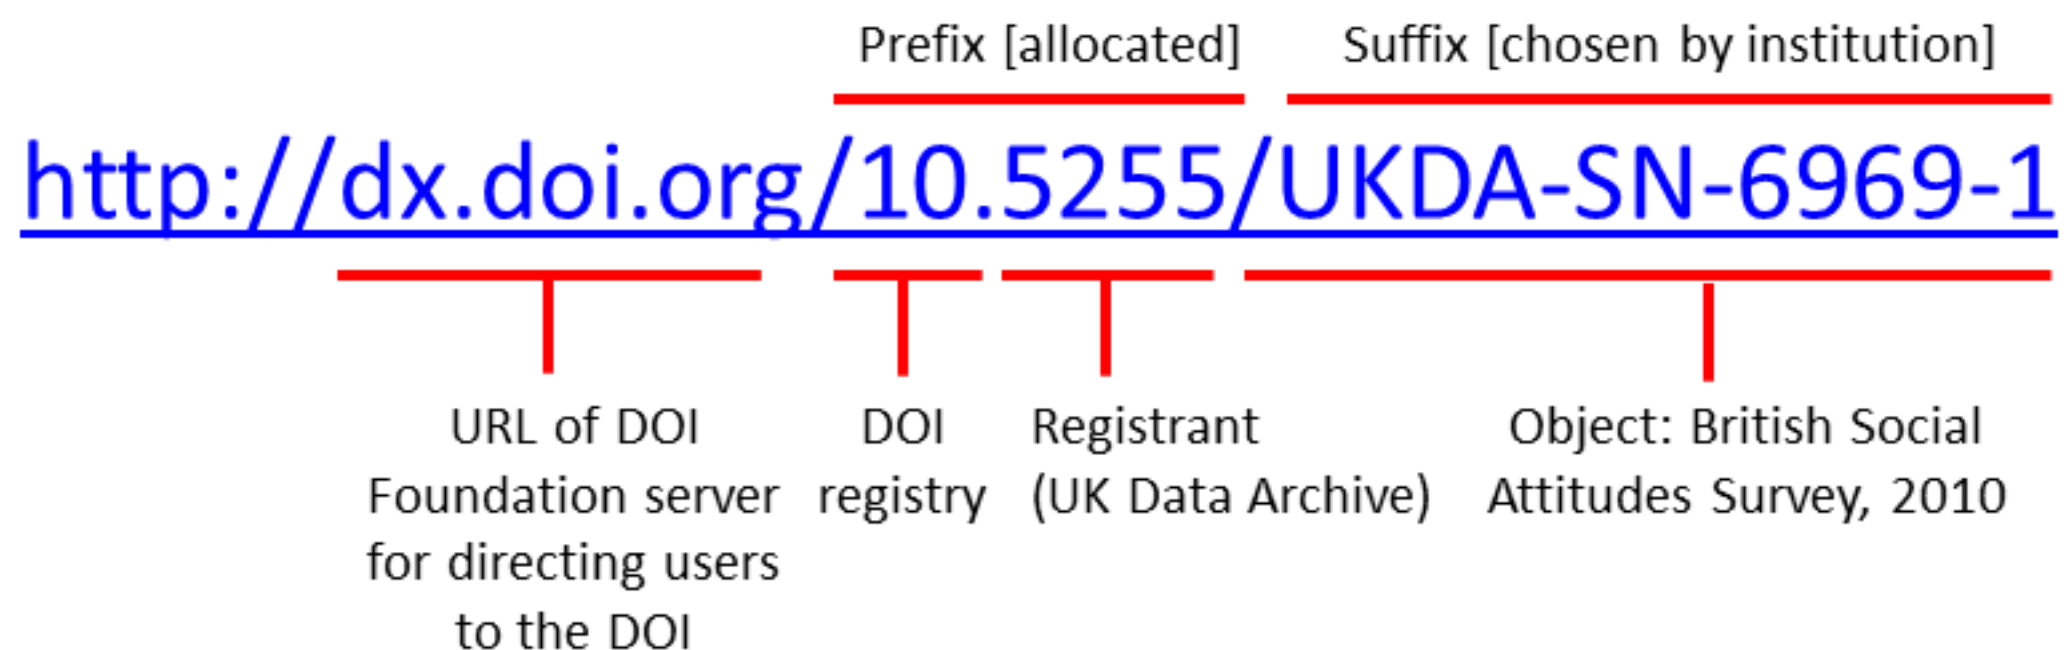 Prefix [allocated] Suffix [chosen by institution]
http://dx.doi.org/10.5255/UKDA-SN-6969-1
URL of DOI
Foundation server
for directing users
to the DOI
DOI
registry
Registrant
(UK Data Archive)
Object: British Social
Attitudes Survey, 2010